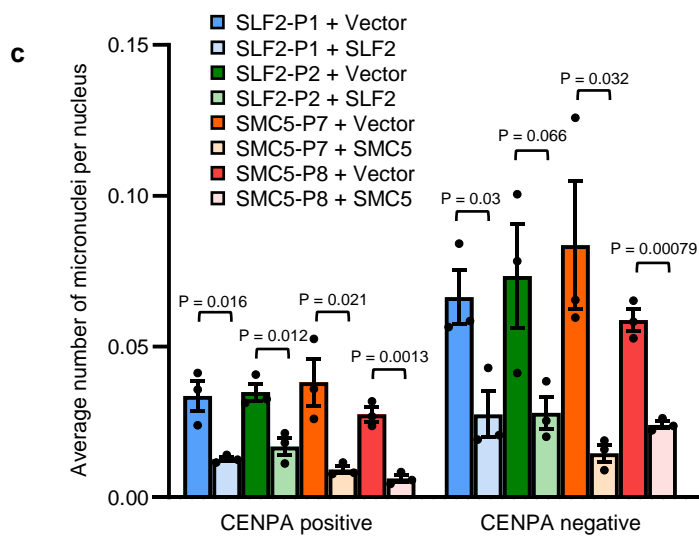 c
Average number of micronuclei per nucleus
0.15
0.10
0.05
0.00
SLF2-P1 + Vector
SLF2-P1 + SLF2
SLF2-P2 + Vector
SLF2-P2 + SLF2
SMC5-P7 + Vector
SMC5-P7 + SMC5
SMC5-P8 + Vector
SMC5-P8 + SMC5
P = 0.016
P = 0.012
P = 0.021
P = 0.0013
P = 0.03
P = 0.066
P = 0.032
P = 0.00079
CENPA positive
CENPA negative